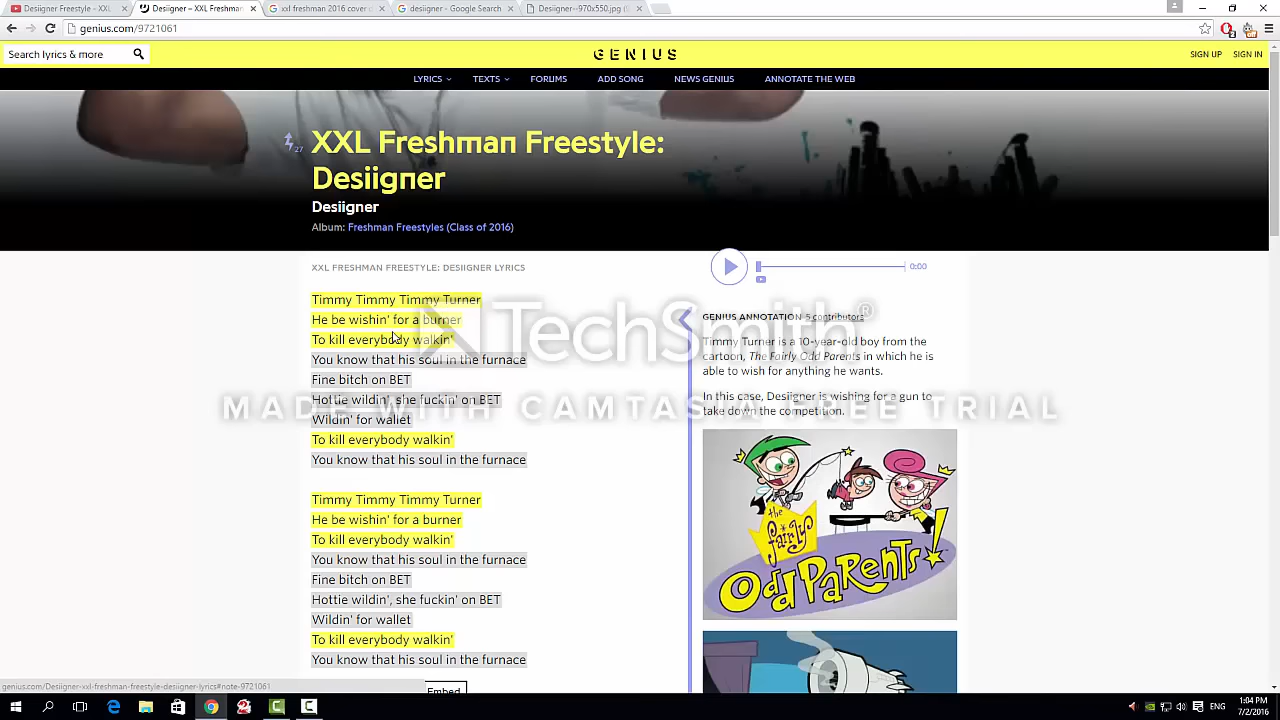 Desiigner Freestyle - XXL
Desiigner – XXL Freshman
xxl freshman 2016 cover
desiigner - Google Search
Desiigner--970x550.jpg
genius.com/9721061
Search lyrics & more
GENIUS
SIGN UP
SIGN IN
LYRICS
TEXTS
FORUMS
ADD SONG
NEWS GENIUS
ANNOTATE THE WEB
27
XXL Freshman Freestyle:
Desiigner
Desiigner
Album: Freshman Freestyles (Class of 2016)
XXL FRESHMAN FREESTYLE: DESIIGNER LYRICS
0:00
Timmy Timmy Timmy Turner
He be wishin' for a burner
To kill everybody walkin'
You know that his soul in the furnace
Fine bitch on BET
Hottie wildin', she fuckin' on BET
Wildin' for wallet
To kill everybody walkin'
You know that his soul in the furnace
Timmy Timmy Timmy Turner
He be wishin' for a burner
To kill everybody walkin'
You know that his soul in the furnace
Fine bitch on BET
Hottie wildin', she fuckin' on BET
Wildin' for wallet
To kill everybody walkin'
You know that his soul in the furnace
Embed
GENIUS ANNOTATION 5 contributors
Timmy Turner is a 10-year-old boy from the
cartoon, The Fairly Odd Parents in which he is
able to wish for anything he wants.
In this case, Desiigner is wishing for a gun to
take down the competition.
the
fairly
OddParents!
TechSmith®
MADE WITH CAMTASIA FREE TRIAL
genius.com/Desiigner-xxl-freshman-freestyle-desiigner-lyrics#note-9721061
ENG
1:04 PM
7/2/2016